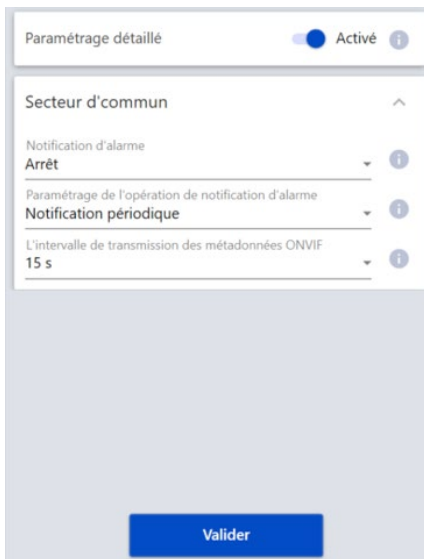 Paramétrage détaillé Activé
Secteur d'commun
Notification d'alarme
Arrêt
Paramétrage de l'opération de notification d'alarme
Notification périodique
L'intervalle de transmission des métadonnées ONVIF
15 s
Valider